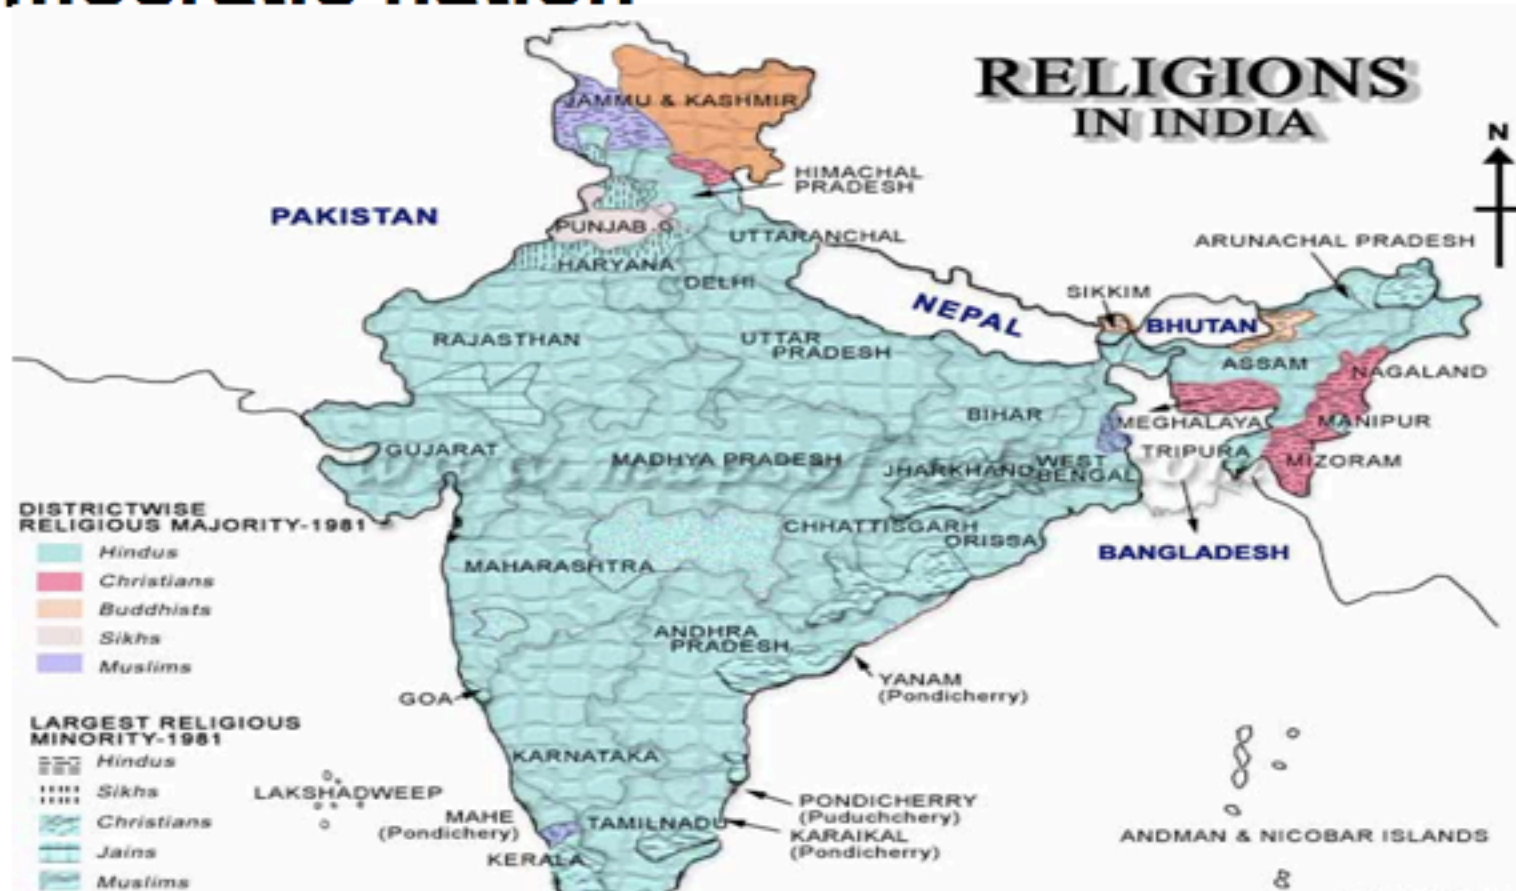 nation
RELIGIONS
IN INDIA
N
JAMMU & KASHMIR
HIMACHAL
PRADESH
PAKISTAN
PUNJAB
UTTARANCHAL
ARUNACHAL PRADESH
HARYANA
DELHI
SIKKIM
NEPAL
BHUTAN
RAJASTHAN
UTTAR
PRADESH
ASSAM
NAGALAND
BIHAR
MEGHALAYA
MANIPUR
GUJARAT
MADHYA PRADESH
JHARKHAND
WEST
BENGAL
TRIPURA
MIZORAM
DISTRICTWISE
RELIGIOUS MAJORITY-1981
Hindus
Christians
Buddhists
Sikhs
Muslims
CHHATTISGARH
ORISSA
BANGLADESH
MAHARASHTRA
ANDHRA
PRADESH
YANAM
(Pondicherry)
GOA
LARGEST RELIGIOUS
MINORITY-1981
Hindus
Sikhs
Christians
Jains
Muslims
KARNATAKA
LAKSHADWEEP
MAHE
(Pondichery)
TAMILNADU
PONDICHERRY
(Puduchchery)
KARAIKAL
(Pondicherry)
KERALA
ANDMAN & NICOBAR ISLANDS